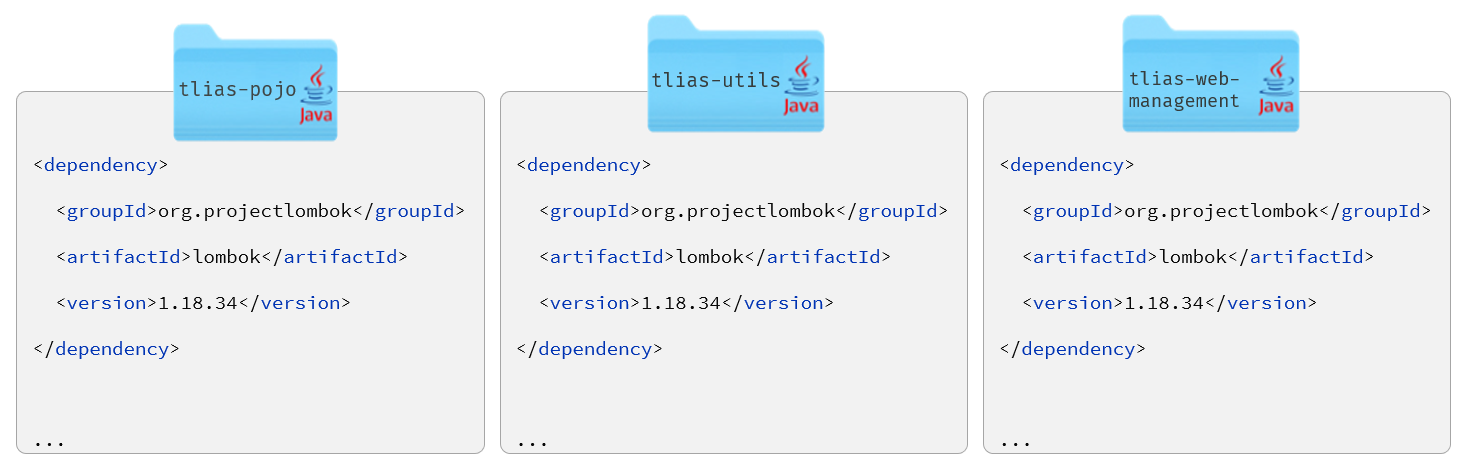 tlias-pojo
Java
<dependency>
<groupId>org.projectlombok</groupId>
<artifactId>lombok</artifactId>
<version>1.18.34</version>
</dependency>
...
tlias-utils
Java
<dependency>
<groupId>org.projectlombok</groupId>
<artifactId>lombok</artifactId>
<version>1.18.34</version>
</dependency>
...
tlias-web-
management
Java
<dependency>
<groupId>org.projectlombok</groupId>
<artifactId>lombok</artifactId>
<version>1.18.34</version>
</dependency>
...